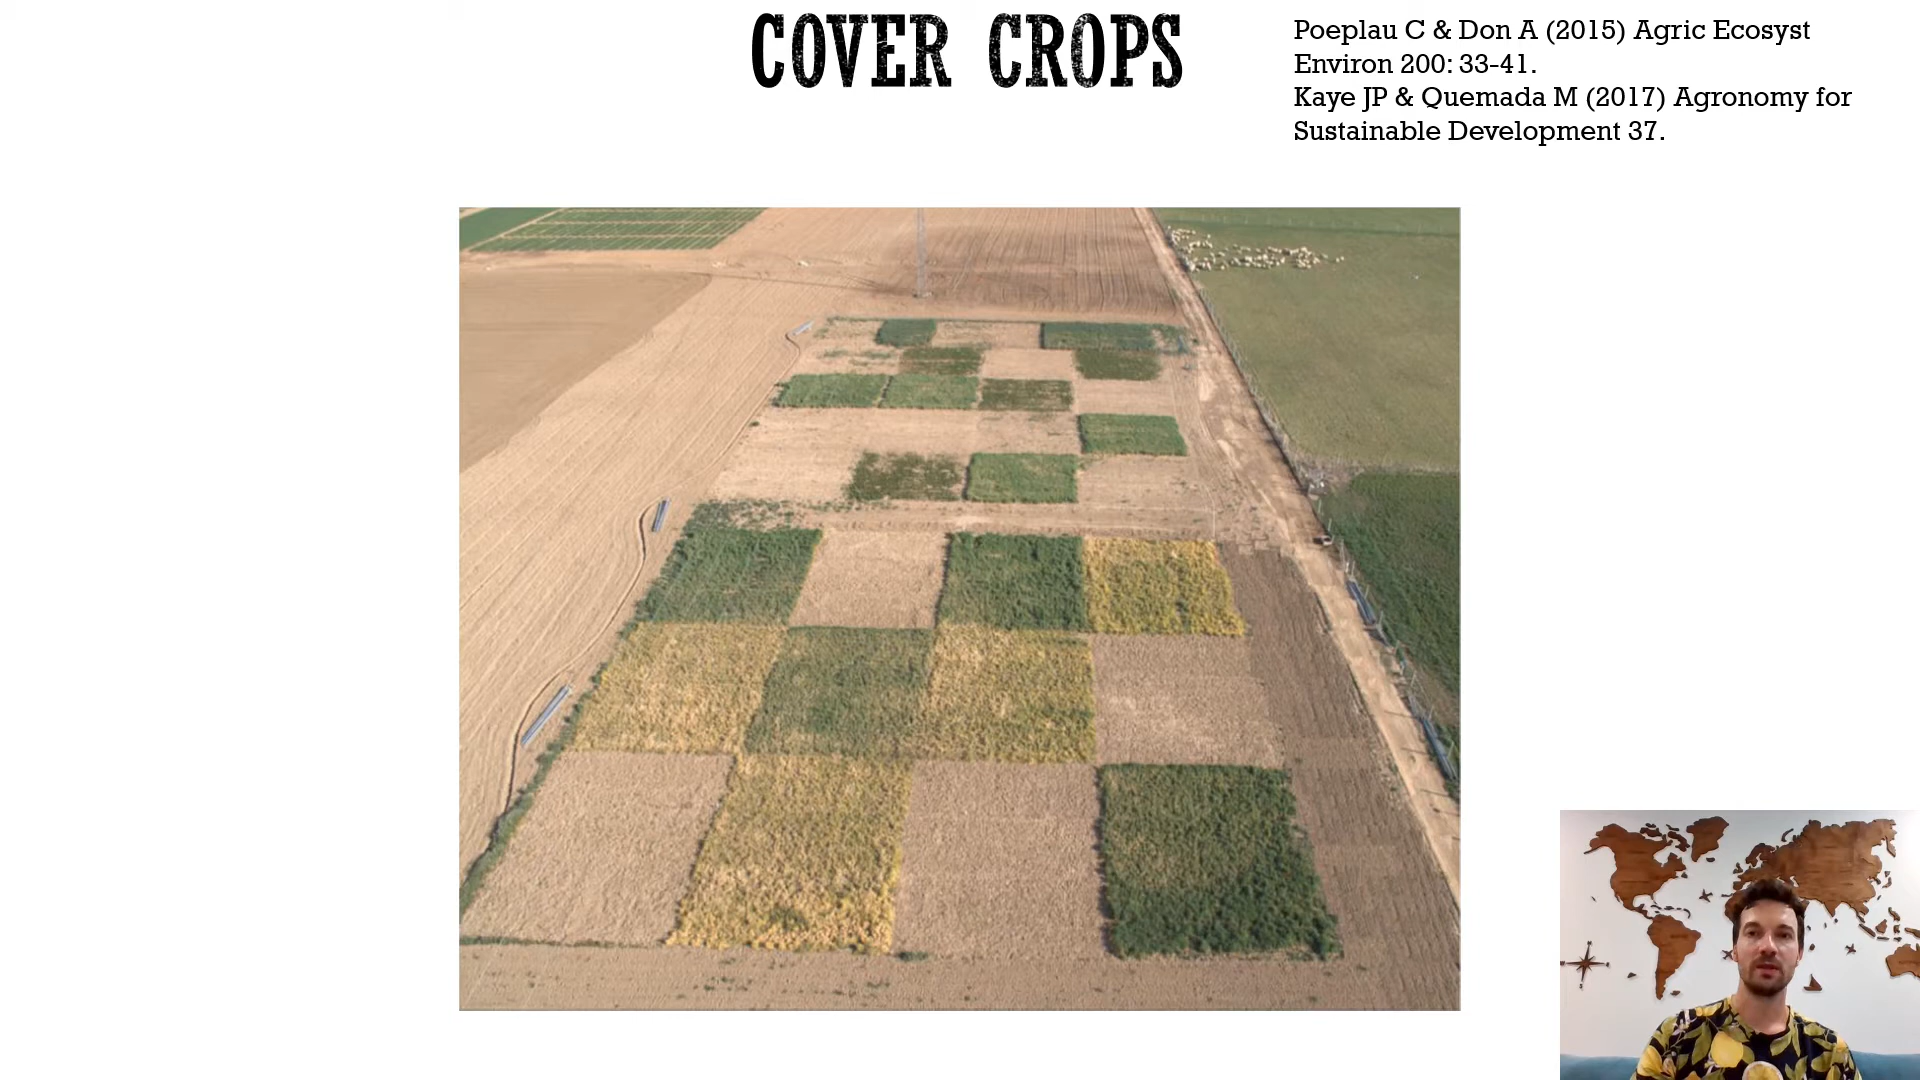 COVER CROPS
Poeplau C & Don A (2015) Agric Ecosyst
Environ 200: 33-41.
Kaye JP & Quemada M (2017) Agronomy for
Sustainable Development 37.